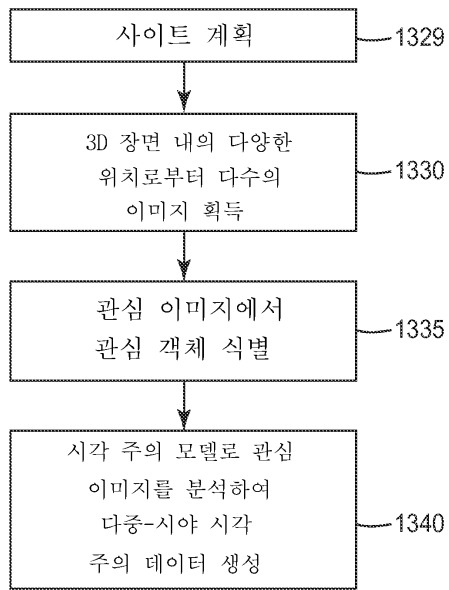 사이트 계획
1329
3D 장면 내의 다양한
위치로부터 다수의
이미지 획득
1330
관심 이미지에서
관심 객체 식별
1335
시각 주의 모델로 관심
이미지를 분석하여
다중-시야 시각
주의 데이터 생성
1340